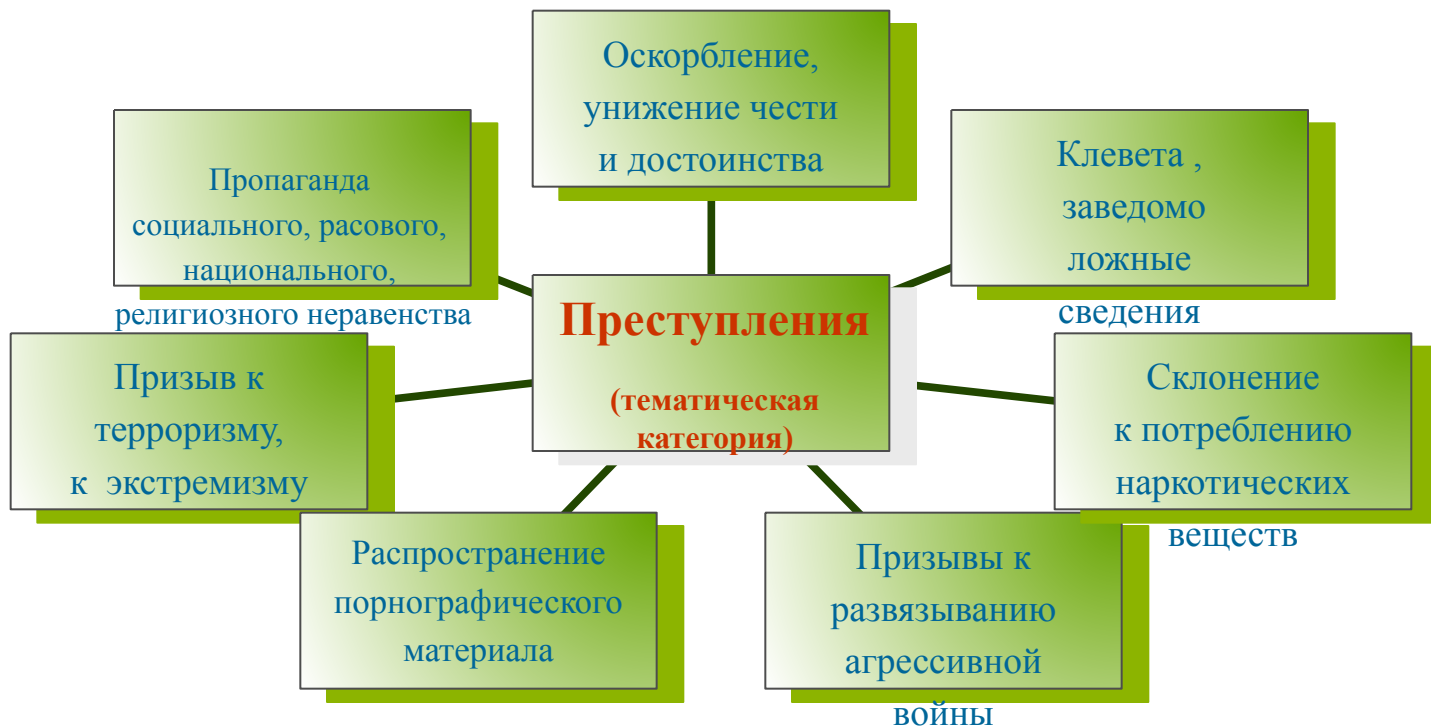 Оскорбление,
унижение чести
и достоинства
Пропаганда
социального, расового,
национального,
религиозного неравенства
Клевета ,
заведомо
ложные
сведения
Преступления
(тематическая
категория)
Призыв к
терроризму,
к экстремизму
Склонение
к потреблению
наркотических
веществ
Распространение
порнографического
материала
Призывы к
развязыванию
агрессивной
войны